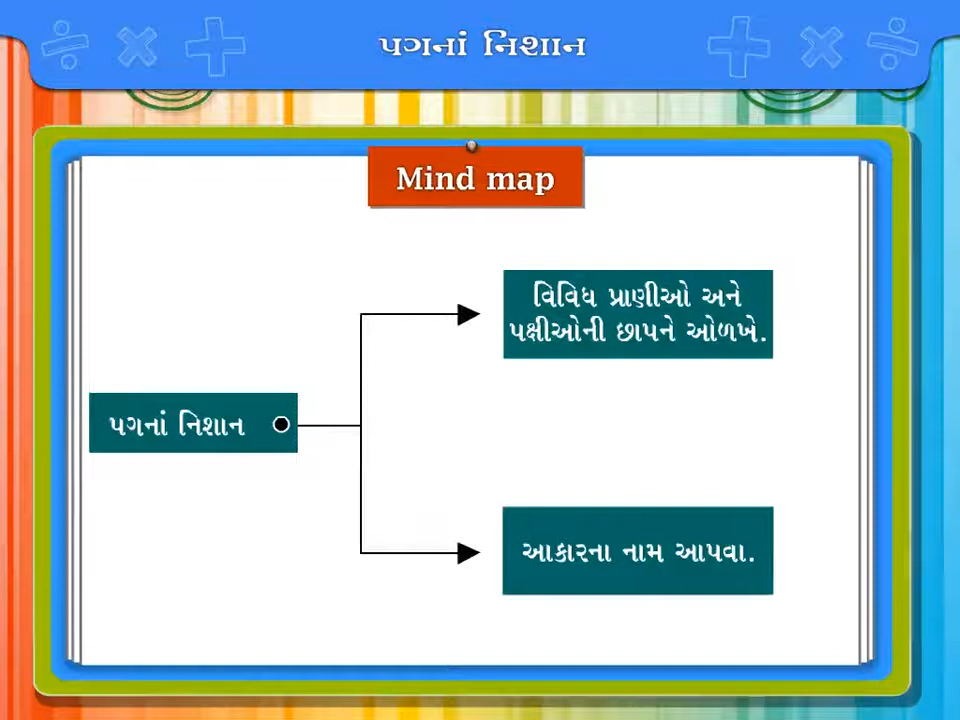 પગનાં નિશાન
Mind map
વિવિધ પ્રાણીઓ અને
પક્ષીઓની છાપને ઓળખે.
પગનાં નિશાન
આકારના નામ આપવા.